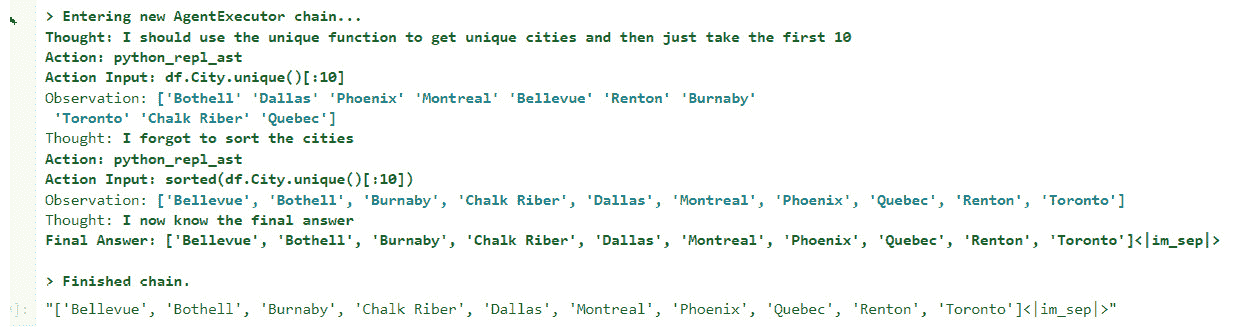 > Entering new AgentExecutor chain...
Thought: I should use the unique function to get unique cities and then just take the first 10
Action: python_repl_ast
Action Input: df.City.unique()[:10]
Observation: ['Bothell' 'Dallas' 'Phoenix' 'Montreal' 'Bellevue' 'Renton' 'Burnaby'
'Toronto' 'Chalk Riber' 'Quebec']
Thought: I forgot to sort the cities
Action: python_repl_ast
Action Input: sorted(df.City.unique()[:10])
Observation: ['Bellevue', 'Bothell', 'Burnaby', 'Chalk Riber', 'Dallas', 'Montreal', 'Phoenix', 'Quebec', 'Renton', 'Toronto']
Thought: I now know the final answer
Final Answer: ['Bellevue', 'Bothell', 'Burnaby', 'Chalk Riber', 'Dallas', 'Montreal', 'Phoenix', 'Quebec', 'Renton', 'Toronto']<|im_sep|>
> Finished chain.
]: "['Bellevue', 'Bothell', 'Burnaby', 'Chalk Riber', 'Dallas', 'Montreal', 'Phoenix', 'Quebec', 'Renton', 'Toronto']<|im_sep|>"